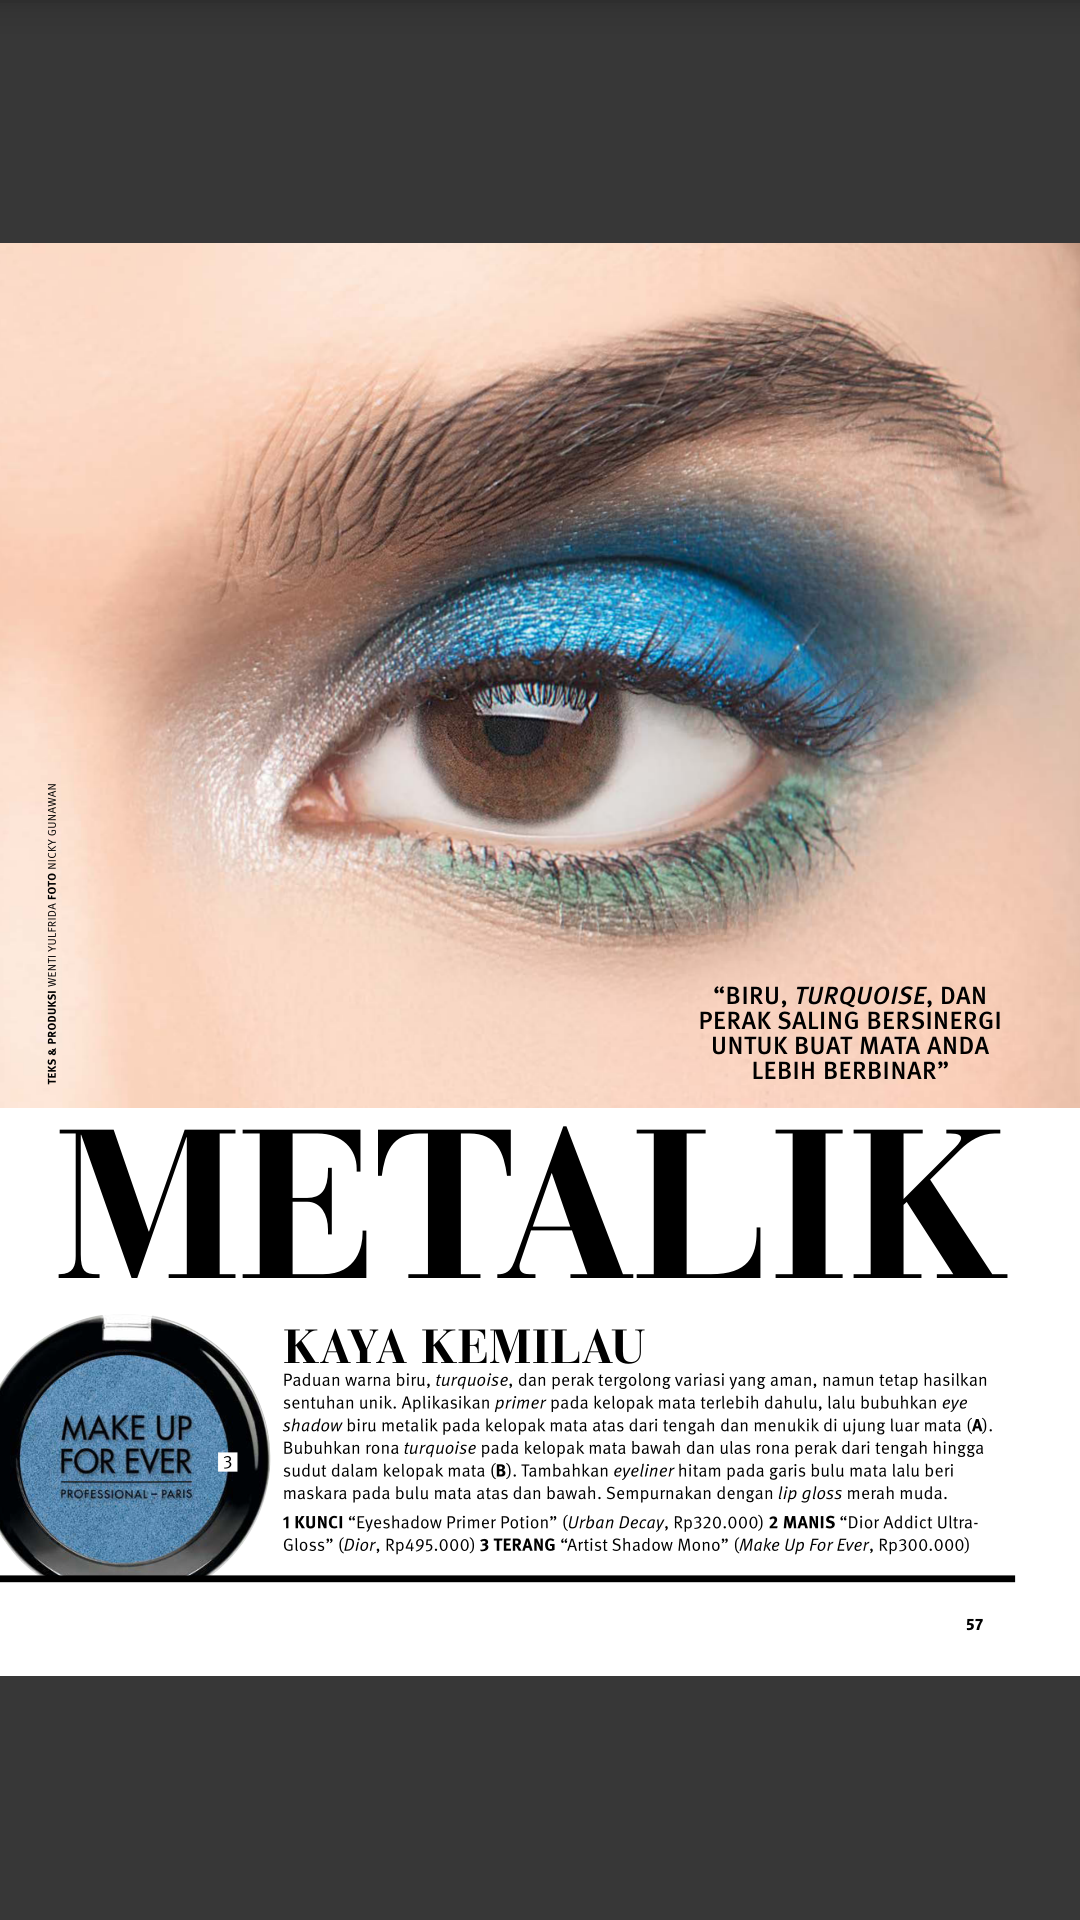 TEKS & PRODUKSI WENTI YULFRIDA FOTO NICKY GUNAWAN
“BIRU, TURQUOISE, DAN
PERAK SALING BERSINERGI
UNTUK BUAT MATA ANDA
LEBIH BERBINAR”
METALIK
MAKE UP
FOR EVER
PROFESSIONAL – PARIS
3
KAYA KEMILAU
Paduan warna biru, turquoise, dan perak tergolong variasi yang aman, namun tetap hasilkan
sentuhan unik. Aplikasikan primer pada kelopak mata terlebih dahulu, lalu bubuhkan eye
shadow biru metalik pada kelopak mata atas dari tengah dan menukik di ujung luar mata (A).
Bubuhkan rona turquoise pada kelopak mata bawah dan ulas rona perak dari tengah hingga
sudut dalam kelopak mata (B). Tambahkan eyeliner hitam pada garis bulu mata lalu beri
maskara pada bulu mata atas dan bawah. Sempurnakan dengan lip gloss merah muda.
1 KUNCI “Eyeshadow Primer Potion” (Urban Decay, Rp320.000) 2 MANIS “Dior Addict Ultra-
Gloss” (Dior, Rp495.000) 3 TERANG “Artist Shadow Mono” (Make Up For Ever, Rp300.000)
57